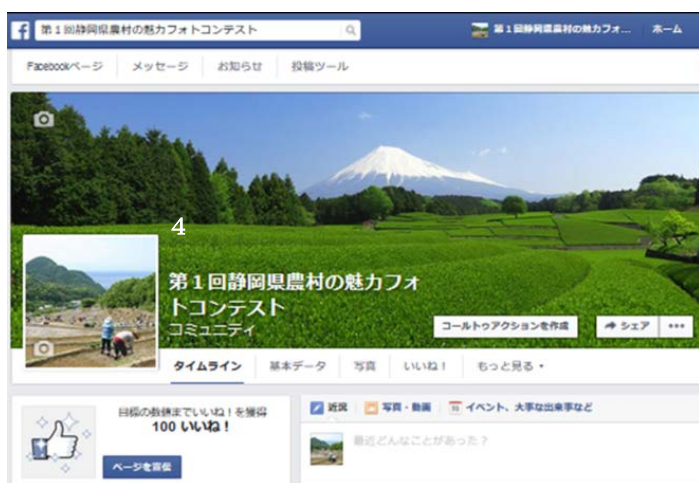 f 第１回静岡県農村の魅力フォトコンテスト
第１回静岡県農村の魅力フォ... ホーム
Facebookページ メッセージ お知らせ 投稿ツール
4
第１回静岡県農村の魅力フォ
トコンテスト
コミュニティ
コールトゥアクションを作成 シェア •••
タイムライン 基本データ 写真 いいね！ もっと見る
目標の数値までいいね！を獲得
100 いいね！
ページを宣伝
近況 写真・動画 31 イベント、大事な出来事など
最近どんなことがあった？